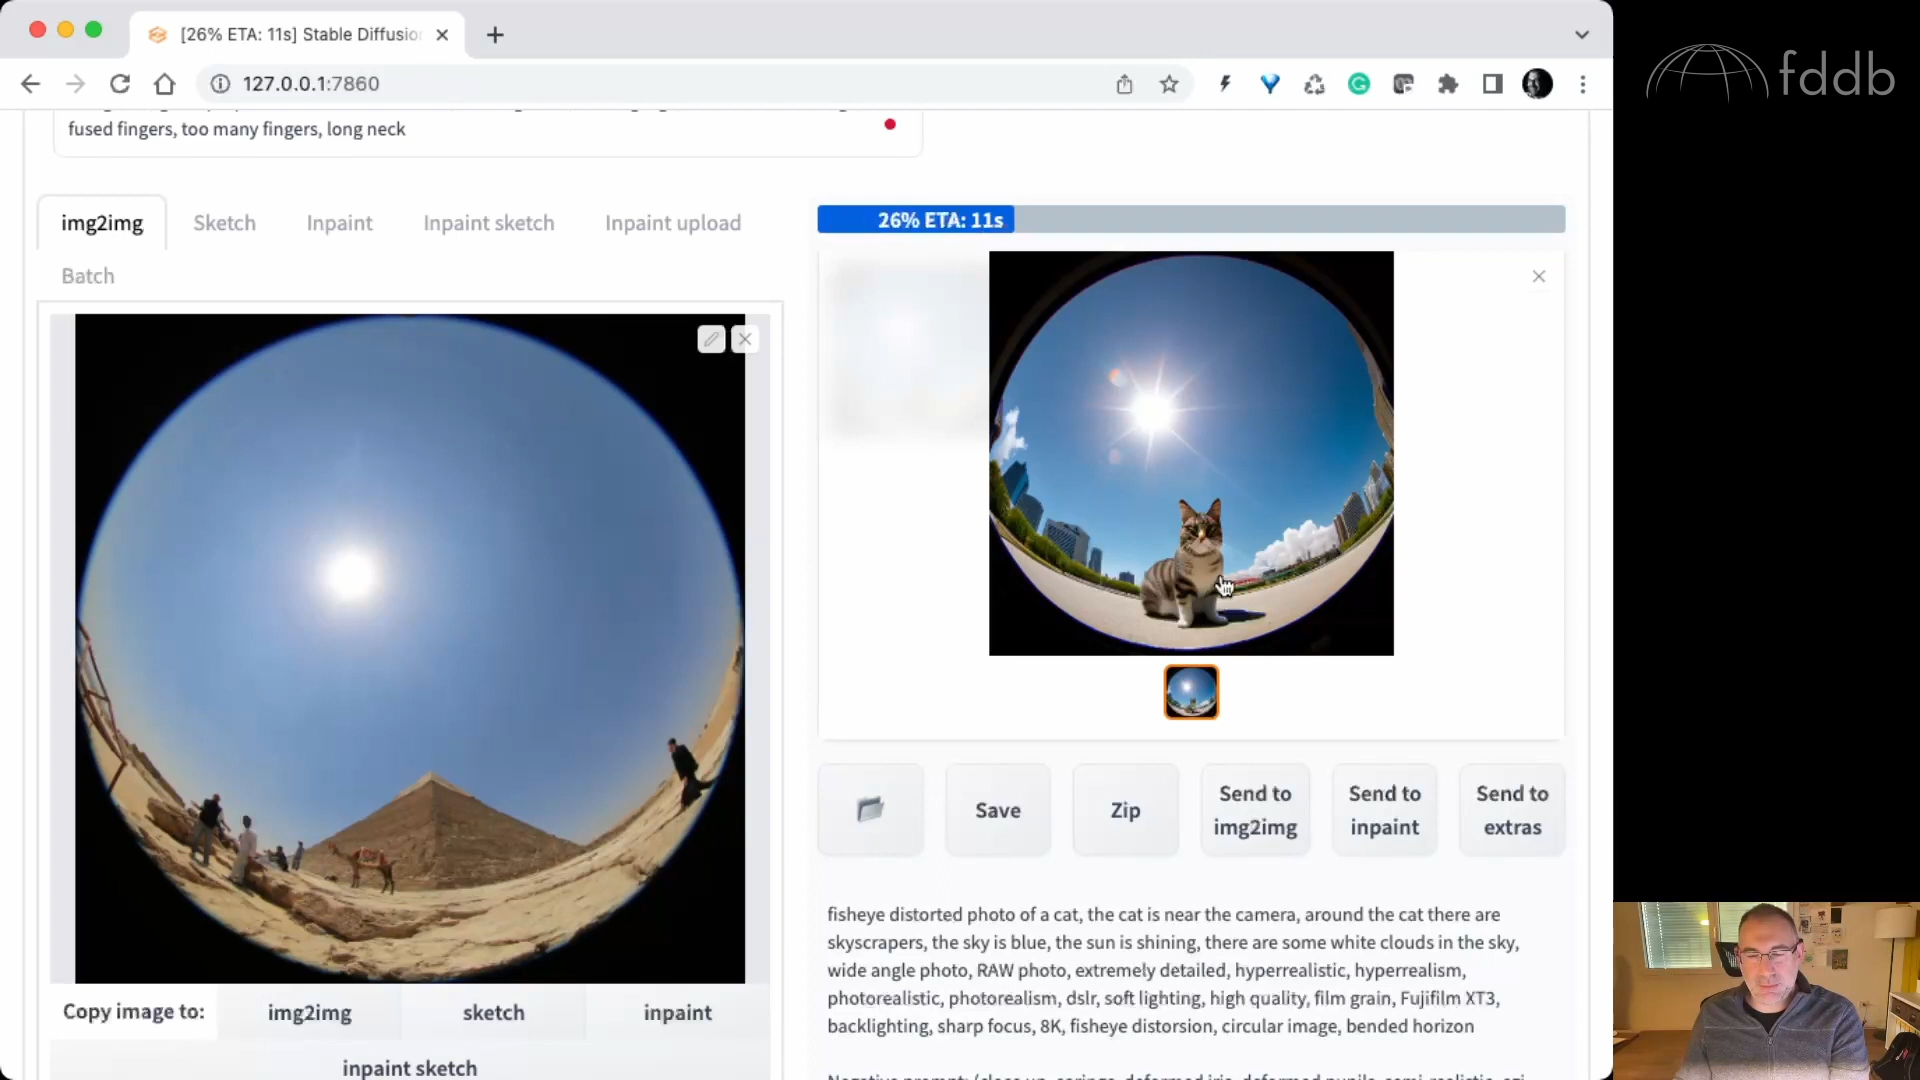 [26% ETA: 11s] Stable Diffusion
127.0.0.1:7860
fddb
fused fingers, too many fingers, long neck
img2img
Sketch
Inpaint
Inpaint sketch
Inpaint upload
Batch
26% ETA: 11s
Save
Zip
Send to
img2img
Send to
inpaint
Send to
extras
fisheye distorted photo of a cat, the cat is near the camera, around the cat there are
skyscrapers, the sky is blue, the sun is shining, there are some white clouds in the sky,
wide angle photo, RAW photo, extremely detailed, hyperrealistic, hyperrealism,
photorealistic, photorealism, dslr, soft lighting, high quality, film grain, Fujifilm XT3,
backlighting, sharp focus, 8K, fisheye distorsion, circular image, bended horizon
Copy image to:
img2img
sketch
inpaint
inpaint sketch